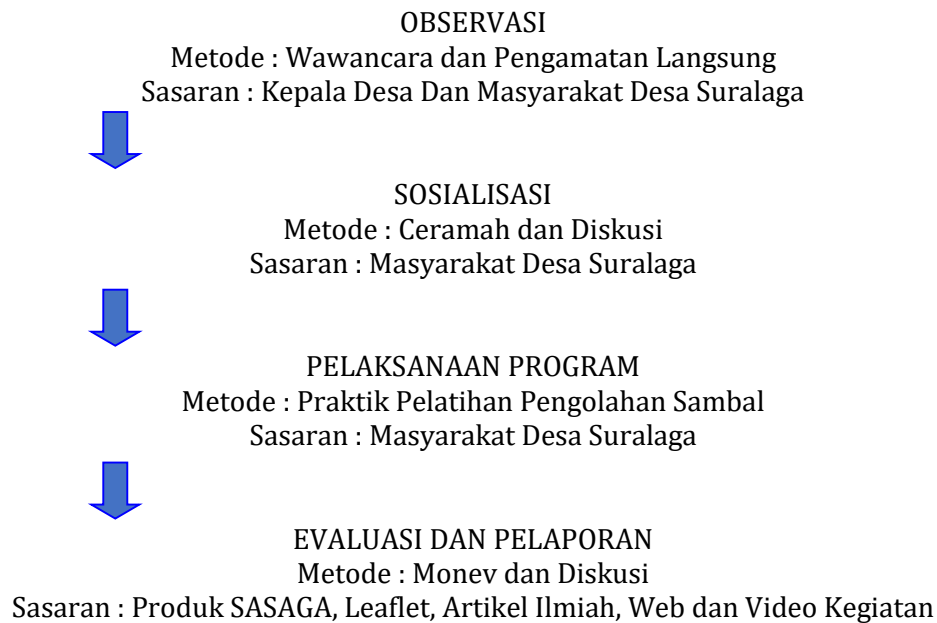 OBSERVASI
Metode : Wawancara dan Pengamatan Langsung
Sasaran : Kepala Desa Dan Masyarakat Desa Suralaga
SOSIALISASI
Metode : Ceramah dan Diskusi
Sasaran : Masyarakat Desa Suralaga
PELAKSANAAN PROGRAM
Metode : Praktik Pelatihan Pengolahan Sambal
Sasaran : Masyarakat Desa Suralaga
EVALUASI DAN PELAPORAN
Metode : Monev dan Diskusi
Sasaran : Produk SASAGA, Leaflet, Artikel Ilmiah, Web dan Video Kegiatan